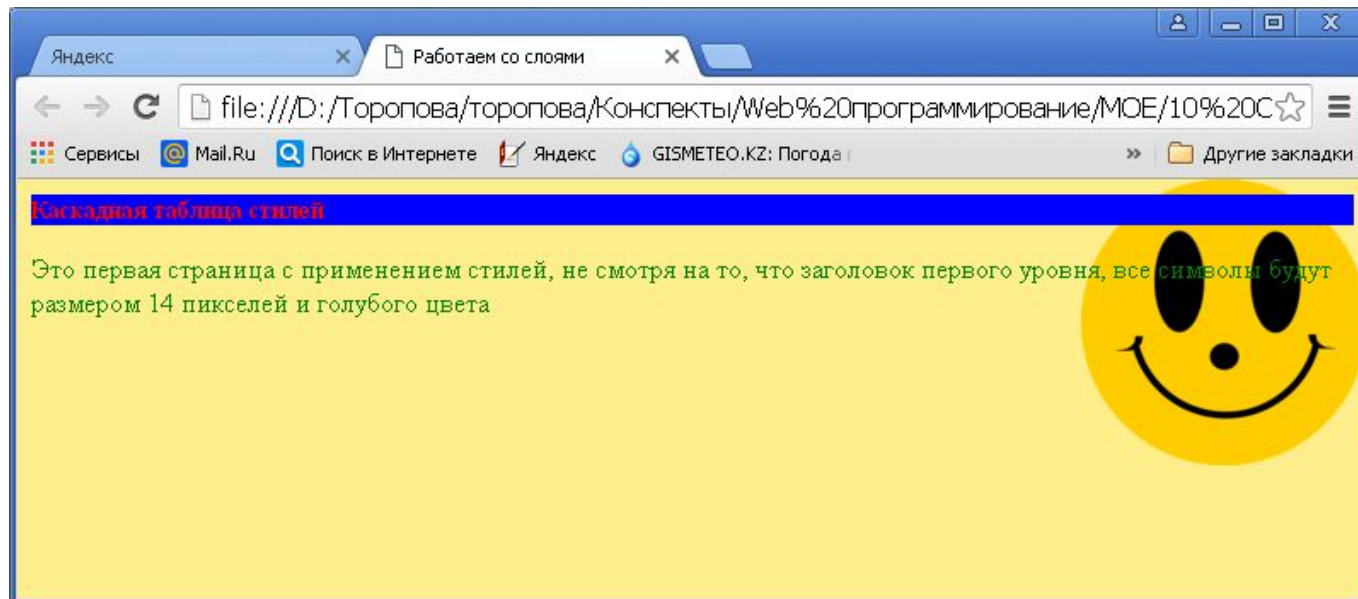 Яндекс
Работаем со слоями
file:///D:/Торопова/торопова/Конспекты/Web%20программирование/МОЕ/10%20С
Сервисы Mail.Ru Поиск в Интернете Яндекс GISMETEO.KZ: Погода » Другие закладки
Каскадная таблица стилей
Это первая страница с применением стилей, не смотря на то, что заголовок первого уровня, все символы будут
размером 14 пикселей и голубого цвета